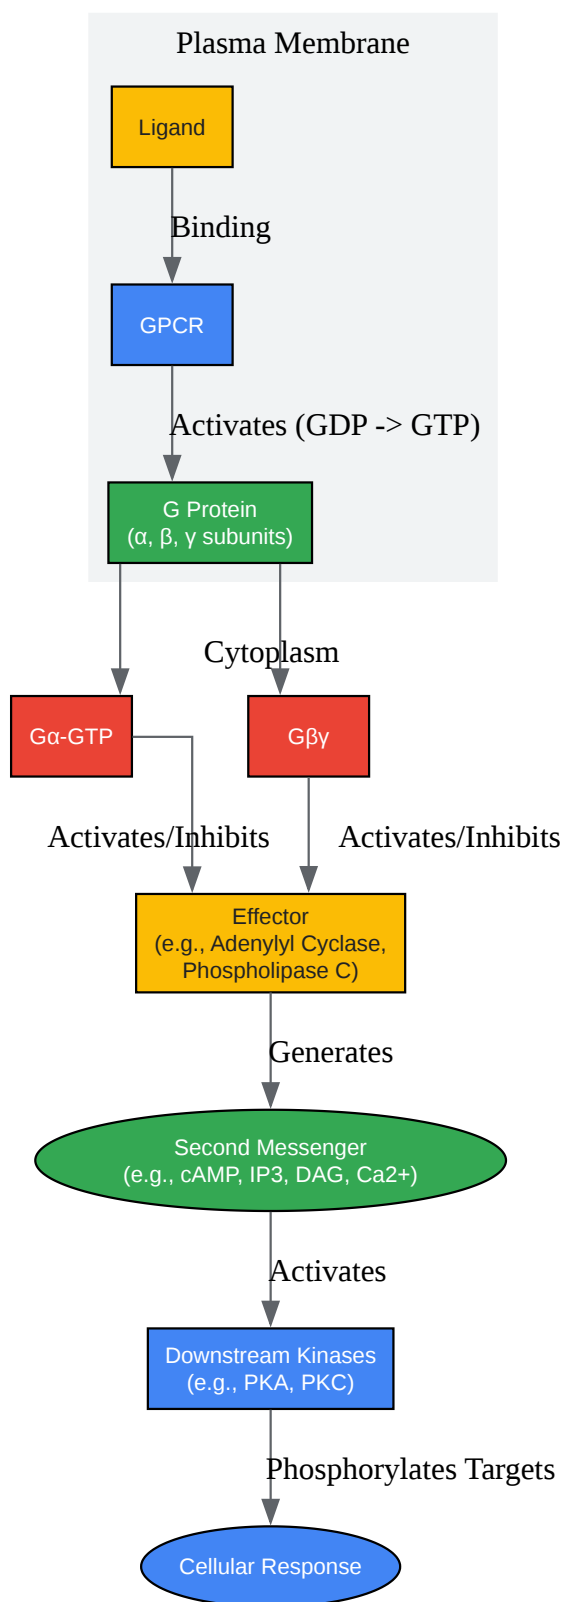 Plasma Membrane
Ligand
Binding
GPCR
Activates (GDP -> GTP)
G Protein
(α, β, γ subunits)
Cytoplasm
Gα-GTP
Gβγ
Activates/Inhibits
Activates/Inhibits
Effector
(e.g., Adenylyl Cyclase,
Phospholipase C)
Generates
Second Messenger
(e.g., cAMP, IP3, DAG, Ca2+)
Activates
Downstream Kinases
(e.g., PKA, PKC)
Phosphorylates Targets
Cellular Response